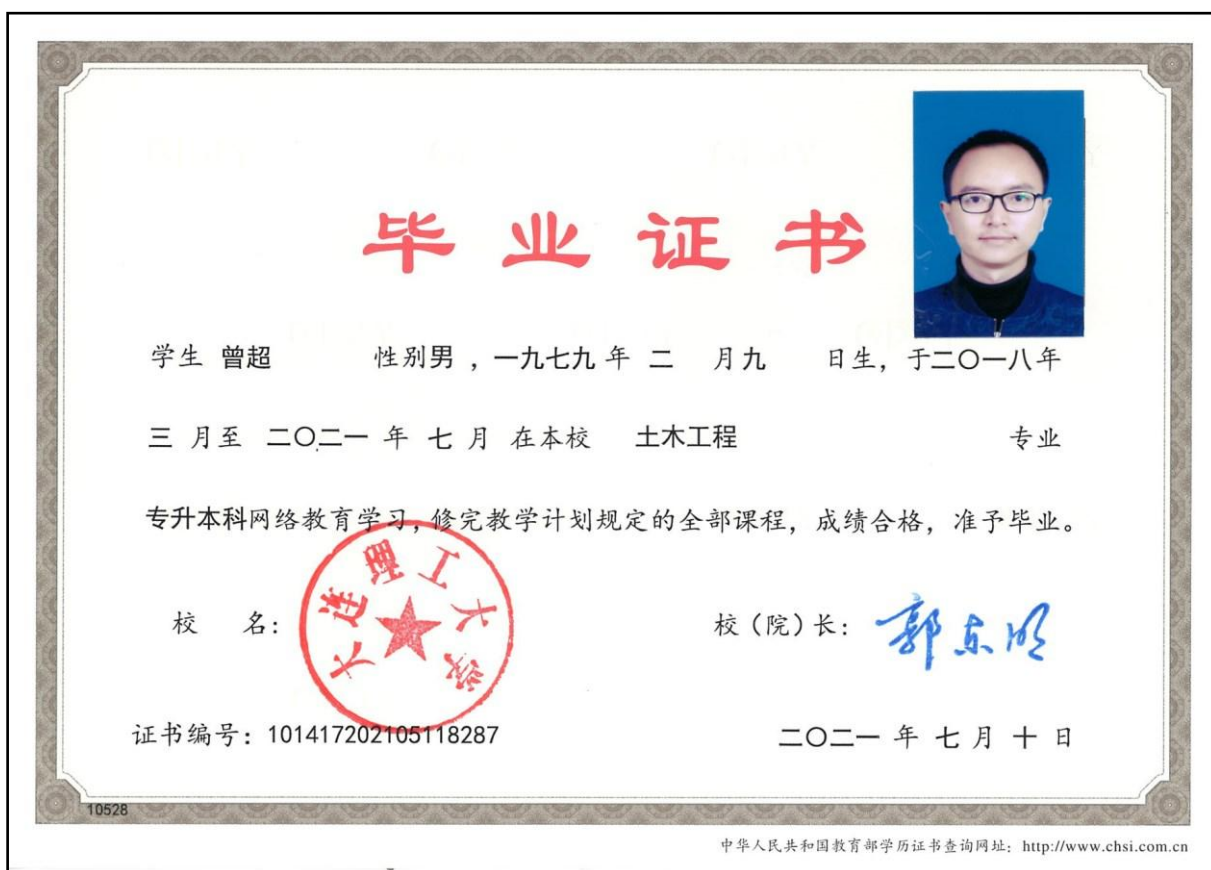 毕业证书
学生 曾超 性别男 ，一九七九 年 二 月九 日生，于二〇一八年
三 月至 二〇二一 年 七 月 在本校 土木工程 专业
专升本科网络教育学习，修完教学计划规定的全部课程，成绩合格，准予毕业。
大连理工大学
校 名： 校（院）长： 郭东明
证书编号：101417202105118287 二〇二一 年 七 月 十 日
10528
中华人民共和国教育部学历证书查询网址：http://www.chsi.com.cn